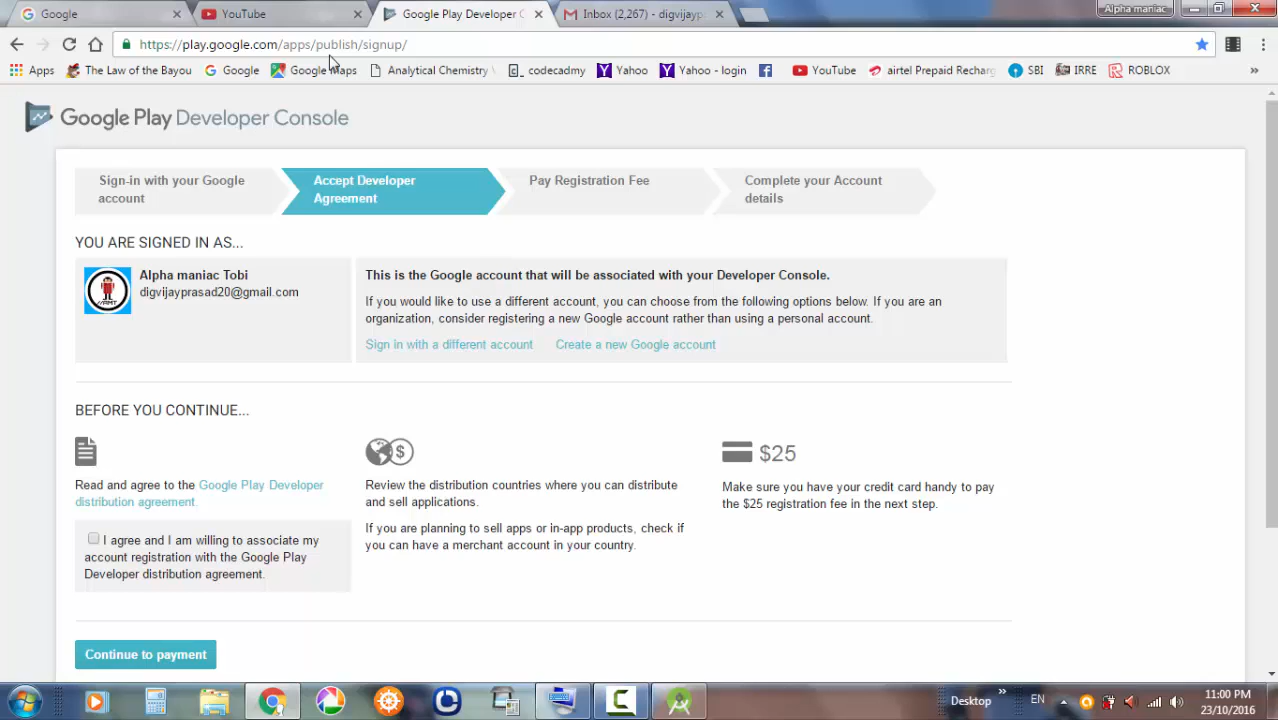 Google
YouTube
Google Play Developer C
Inbox (2,267) - digvijayp
Alpha maniac
https://play.google.com/apps/publish/signup/
Apps
The Law of the Bayou
Google
Google Maps
Analytical Chemistry
codecadmy
Yahoo
Yahoo - login
YouTube
airtel Prepaid Recharg
SBI
IRRE
ROBLOX
»
Google Play Developer Console
Sign-in with your Google
account
Accept Developer
Agreement
Pay Registration Fee
Complete your Account
details
YOU ARE SIGNED IN AS...
Alpha maniac Tobi
digvijayprasad20@gmail.com
This is the Google account that will be associated with your Developer Console.
If you would like to use a different account, you can choose from the following options below. If you are an
organization, consider registering a new Google account rather than using a personal account.
Sign in with a different account
Create a new Google account
BEFORE YOU CONTINUE...
Read and agree to the Google Play Developer
distribution agreement.
I agree and I am willing to associate my
account registration with the Google Play
Developer distribution agreement.
Review the distribution countries where you can distribute
and sell applications.
If you are planning to sell apps or in-app products, check if
you can have a merchant account in your country.
$25
Make sure you have your credit card handy to pay
the $25 registration fee in the next step.
Continue to payment
Desktop
»
EN
11:00 PM
23/10/2016